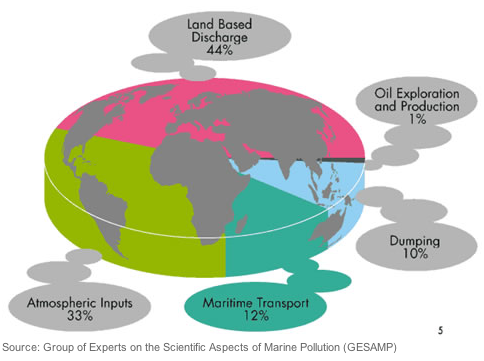 Land Based
Discharge
44%
Oil Exploration
and Production
1%
Dumping
10%
Atmospheric Inputs
33%
Maritime Transport
12%
5
Source: Group of Experts on the Scientific Aspects of Marine Pollution (GESAMP)